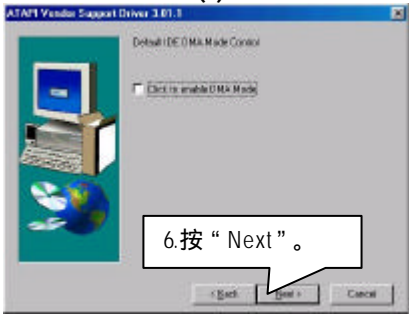 ATAPI Vendor Support Driver 3.01.1
Default IDE DMA Mode Control
Click to enable DMA Mode
6.按“Next”。
< Back
Next >
Cancel